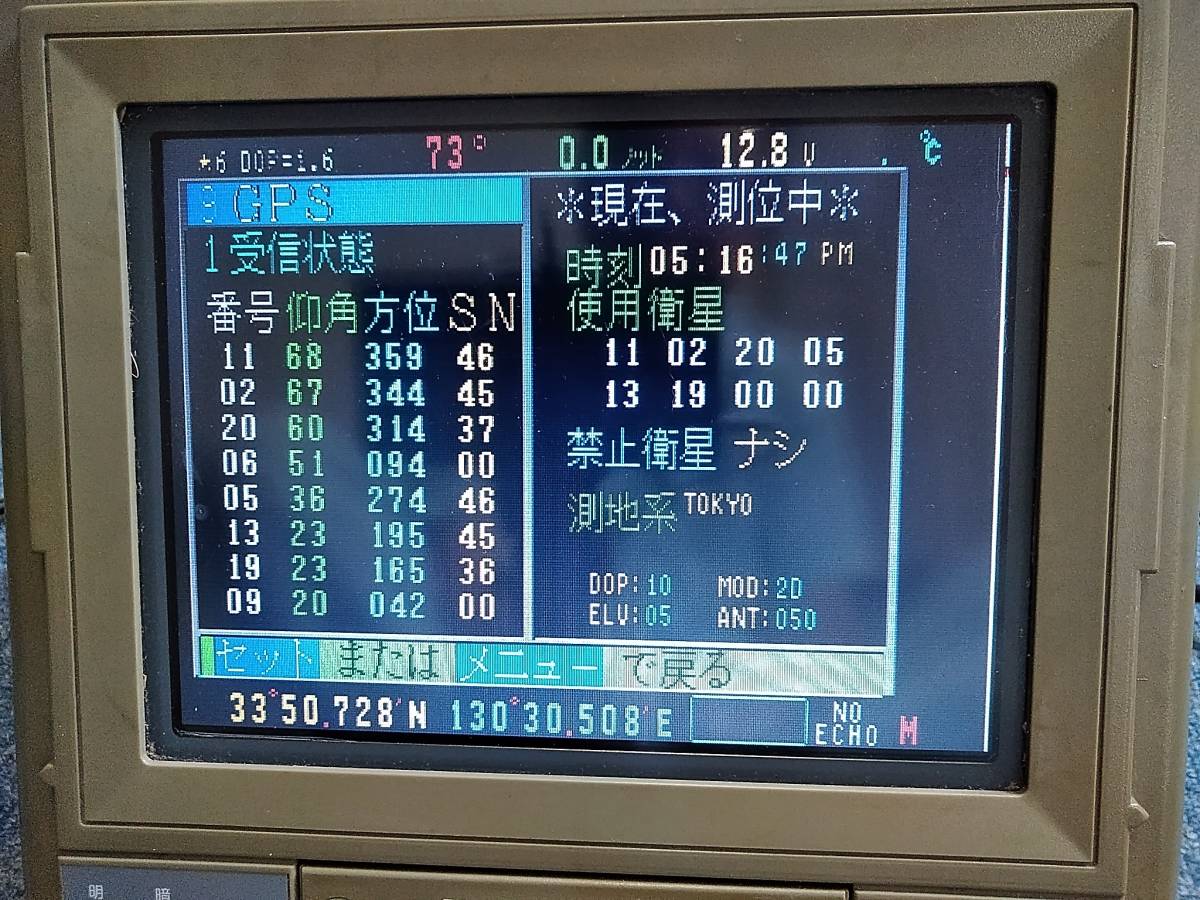 ★6 DOP=1.6 73° 0.0 ノット 12.8 V . ℃
GPS
※現在、測位中※
1受信状態
時刻 05:16:47 PM
番号 仰角 方位 SN
使用衛星
11 68 359 46
11 02 20 05
02 67 344 45
13 19 00 00
20 60 314 37
06 51 094 00
禁止衛星 ナシ
05 36 274 46
測地系 TOKYO
13 23 195 45
19 23 165 36
DOP:10 MOD:2D
09 20 042 00
ELV:05 ANT:050
セット または メニュー で戻る
33°50.728'N 130°30.508'E
NO
ECHO
M
明 暗